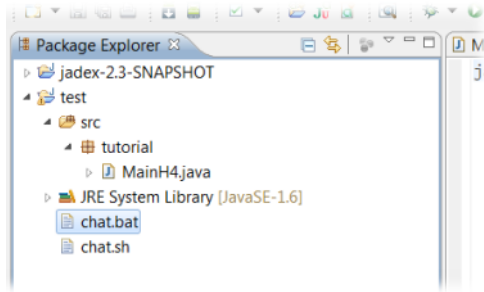 Package Explorer
jadex-2.3-SNAPSHOT
test
src
tutorial
MainH4.java
JRE System Library [JavaSE-1.6]
chat.bat
chat.sh
M
j